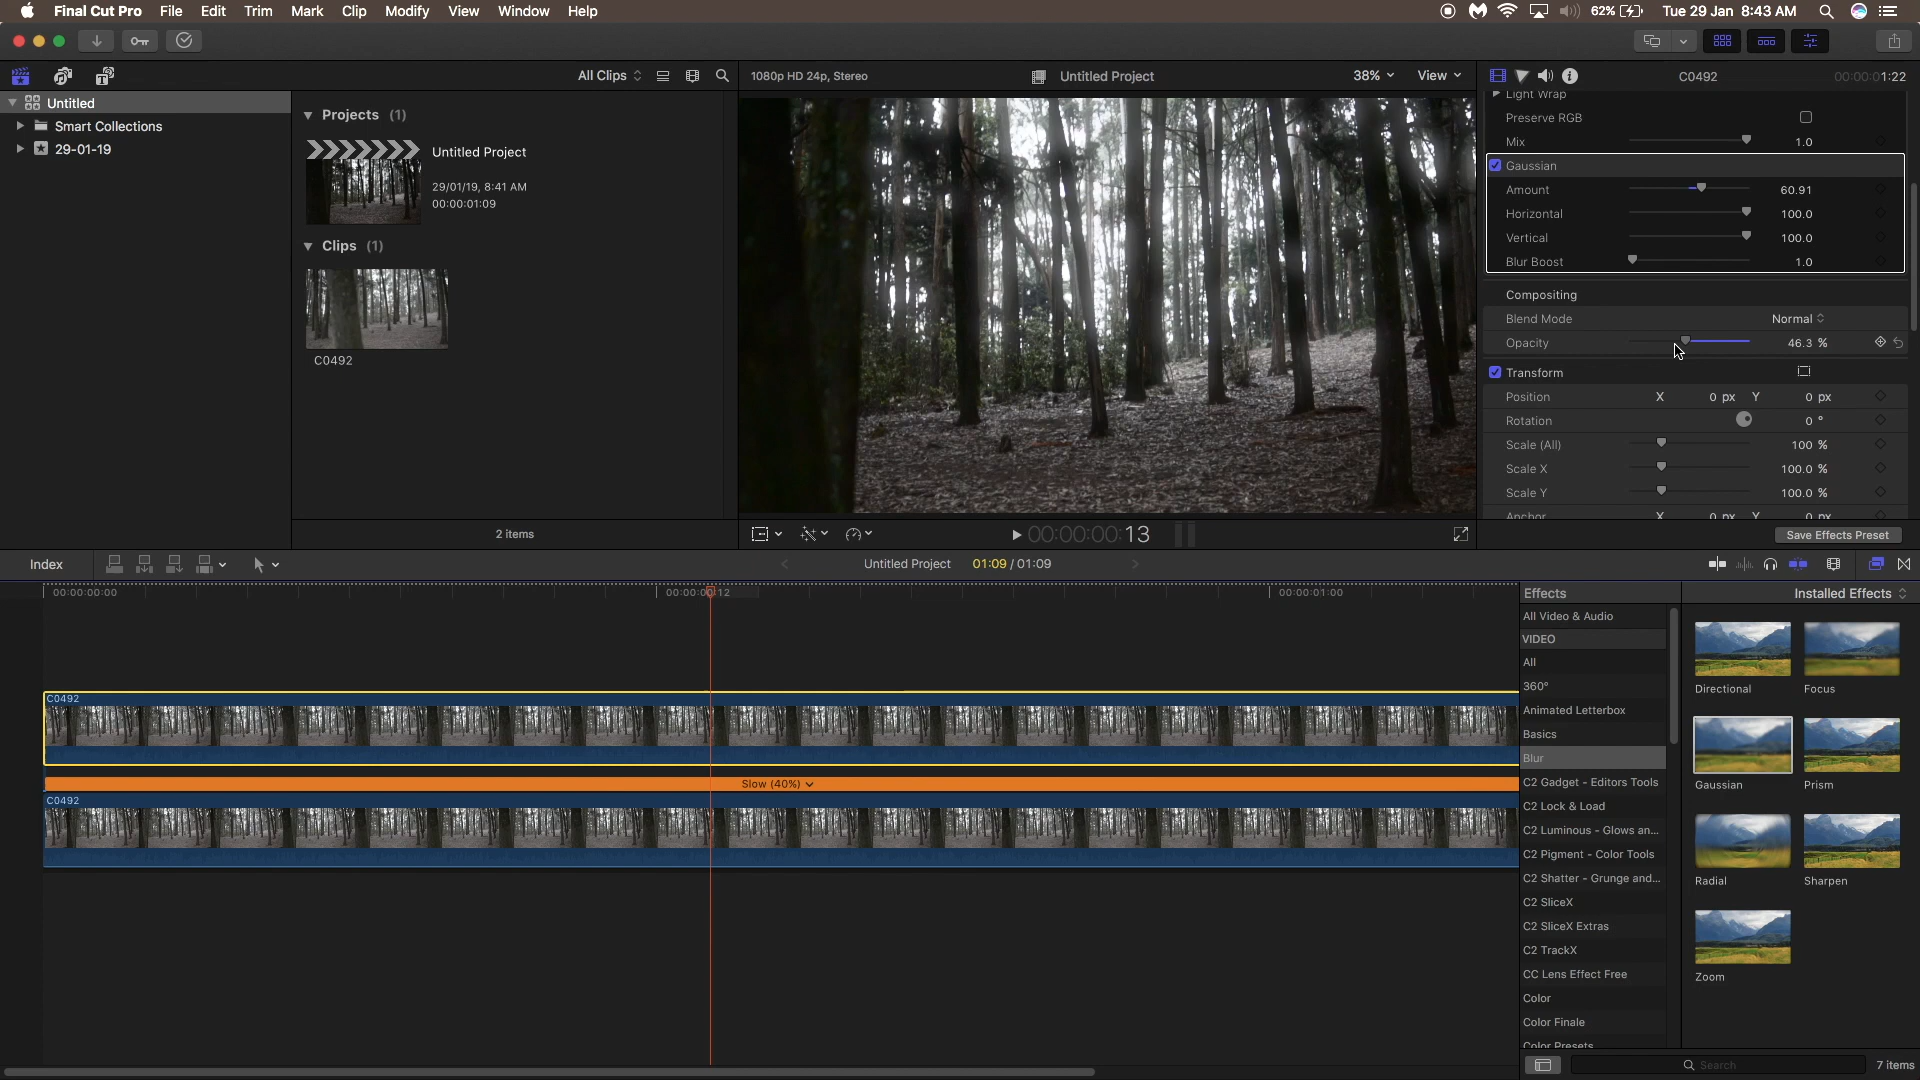 Final Cut Pro File Edit Trim Mark Clip Modify View Window Help 62% Tue 29 Jan 8:43 AM
All Clips 1080p HD 24p, Stereo Untitled Project 38% View C0492 00:00:01:22
Untitled
Smart Collections
29-01-19
Projects (1)
Untitled Project
29/01/19, 8:41 AM
00:00:01:09
Clips (1)
C0492
2 items
00:00:00:13
Light Wrap
Preserve RGB
Mix 1.0
Gaussian
Amount 60.91
Horizontal 100.0
Vertical 100.0
Blur Boost 1.0
Compositing
Blend Mode Normal
Opacity 46.3 %
Transform
Position X 0 px Y 0 px
Rotation 0 °
Scale (All) 100 %
Scale X 100.0 %
Scale Y 100.0 %
Anchor X 0 px Y 0 px
Save Effects Preset
Index Untitled Project 01:09 / 01:09
00:00:00:00 00:00:00:12 00:00:01:00
C0492
Slow (40%)
C0492
Effects Installed Effects
All Video & Audio
VIDEO
All
360°
Animated Letterbox
Basics
Blur
C2 Gadget - Editors Tools
C2 Lock & Load
C2 Luminous - Glows an...
C2 Pigment - Color Tools
C2 Shatter - Grunge and...
C2 SliceX
C2 SliceX Extras
C2 TrackX
CC Lens Effect Free
Color
Color Finale
Color Presets
Directional Focus
Gaussian Prism
Radial Sharpen
Zoom
Search 7 items